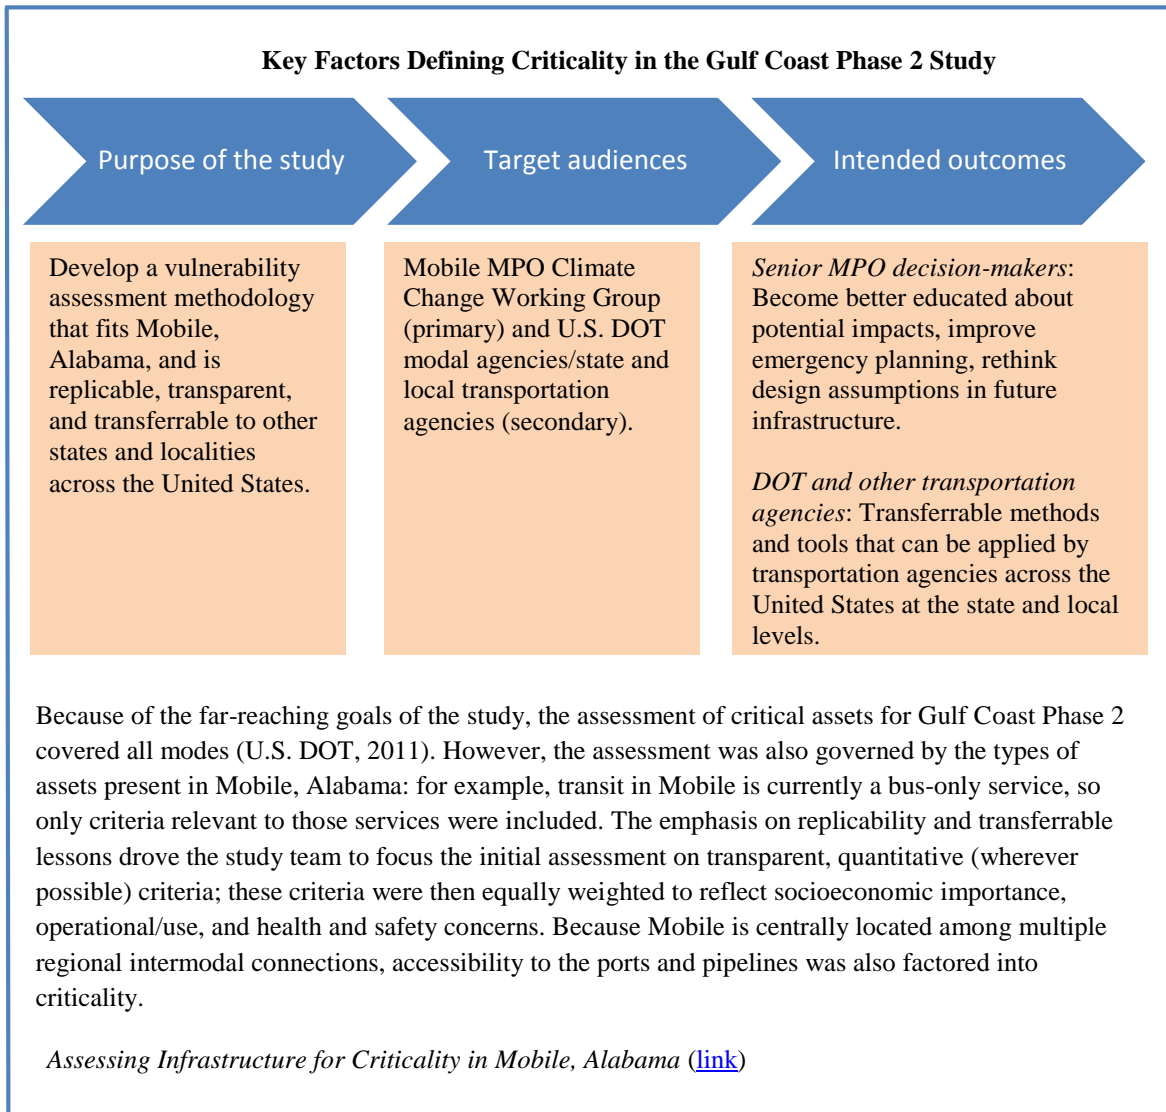 Key Factors Defining Criticality in the Gulf Coast Phase 2 Study
Purpose of the study
Target audiences
Intended outcomes
Develop a vulnerability
assessment methodology
that fits Mobile,
Alabama, and is
replicable, transparent,
and transferrable to other
states and localities
across the United States.
Mobile MPO Climate
Change Working Group
(primary) and U.S. DOT
modal agencies/state and
local transportation
agencies (secondary).
Senior MPO decision-makers:
Become better educated about
potential impacts, improve
emergency planning, rethink
design assumptions in future
infrastructure.
DOT and other transportation
agencies: Transferrable methods
and tools that can be applied by
transportation agencies across the
United States at the state and local
levels.
Because of the far-reaching goals of the study, the assessment of critical assets for Gulf Coast Phase 2
covered all modes (U.S. DOT, 2011). However, the assessment was also governed by the types of
assets present in Mobile, Alabama: for example, transit in Mobile is currently a bus-only service, so
only criteria relevant to those services were included. The emphasis on replicability and transferrable
lessons drove the study team to focus the initial assessment on transparent, quantitative (wherever
possible) criteria; these criteria were then equally weighted to reflect socioeconomic importance,
operational/use, and health and safety concerns. Because Mobile is centrally located among multiple
regional intermodal connections, accessibility to the ports and pipelines was also factored into
criticality.
Assessing Infrastructure for Criticality in Mobile, Alabama (link)